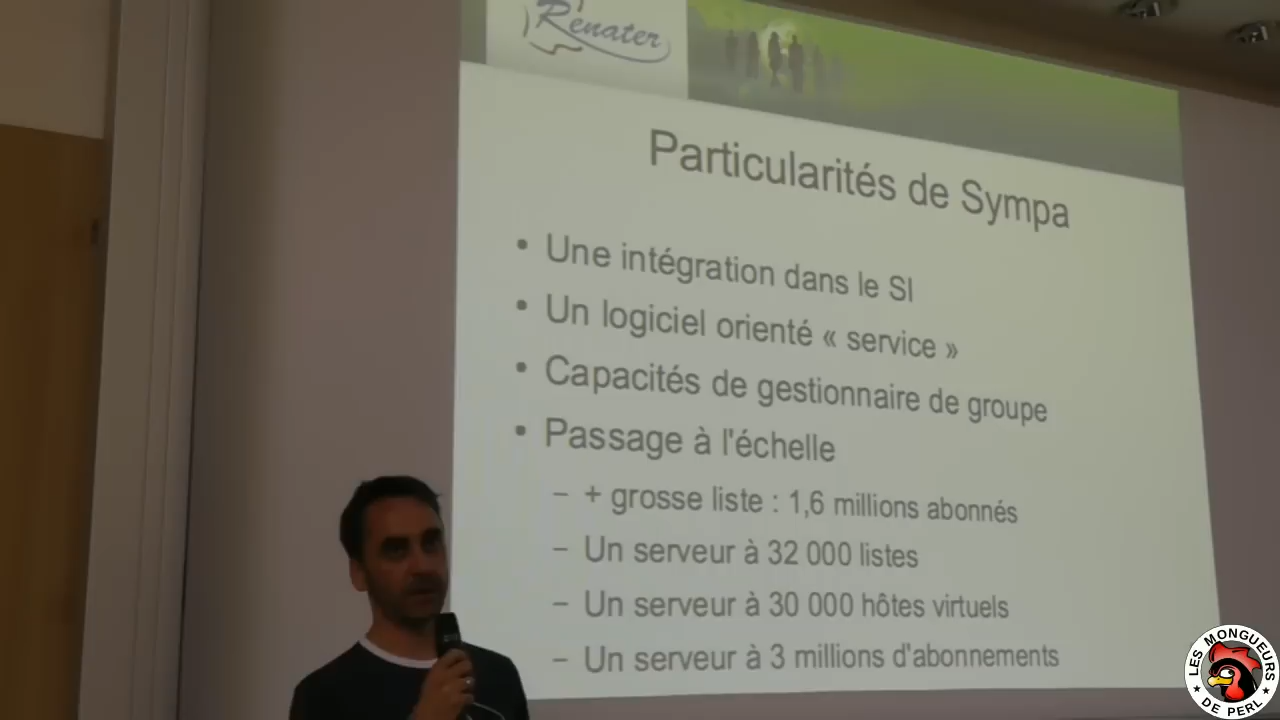 Renater
Particularités de Sympa
• Une intégration dans le SI
• Un logiciel orienté « service »
• Capacités de gestionnaire de groupe
• Passage à l'échelle
– + grosse liste : 1,6 millions abonnés
– Un serveur à 32 000 listes
– Un serveur à 30 000 hôtes virtuels
– Un serveur à 3 millions d'abonnements
LES MONGUEURS
DE PERL